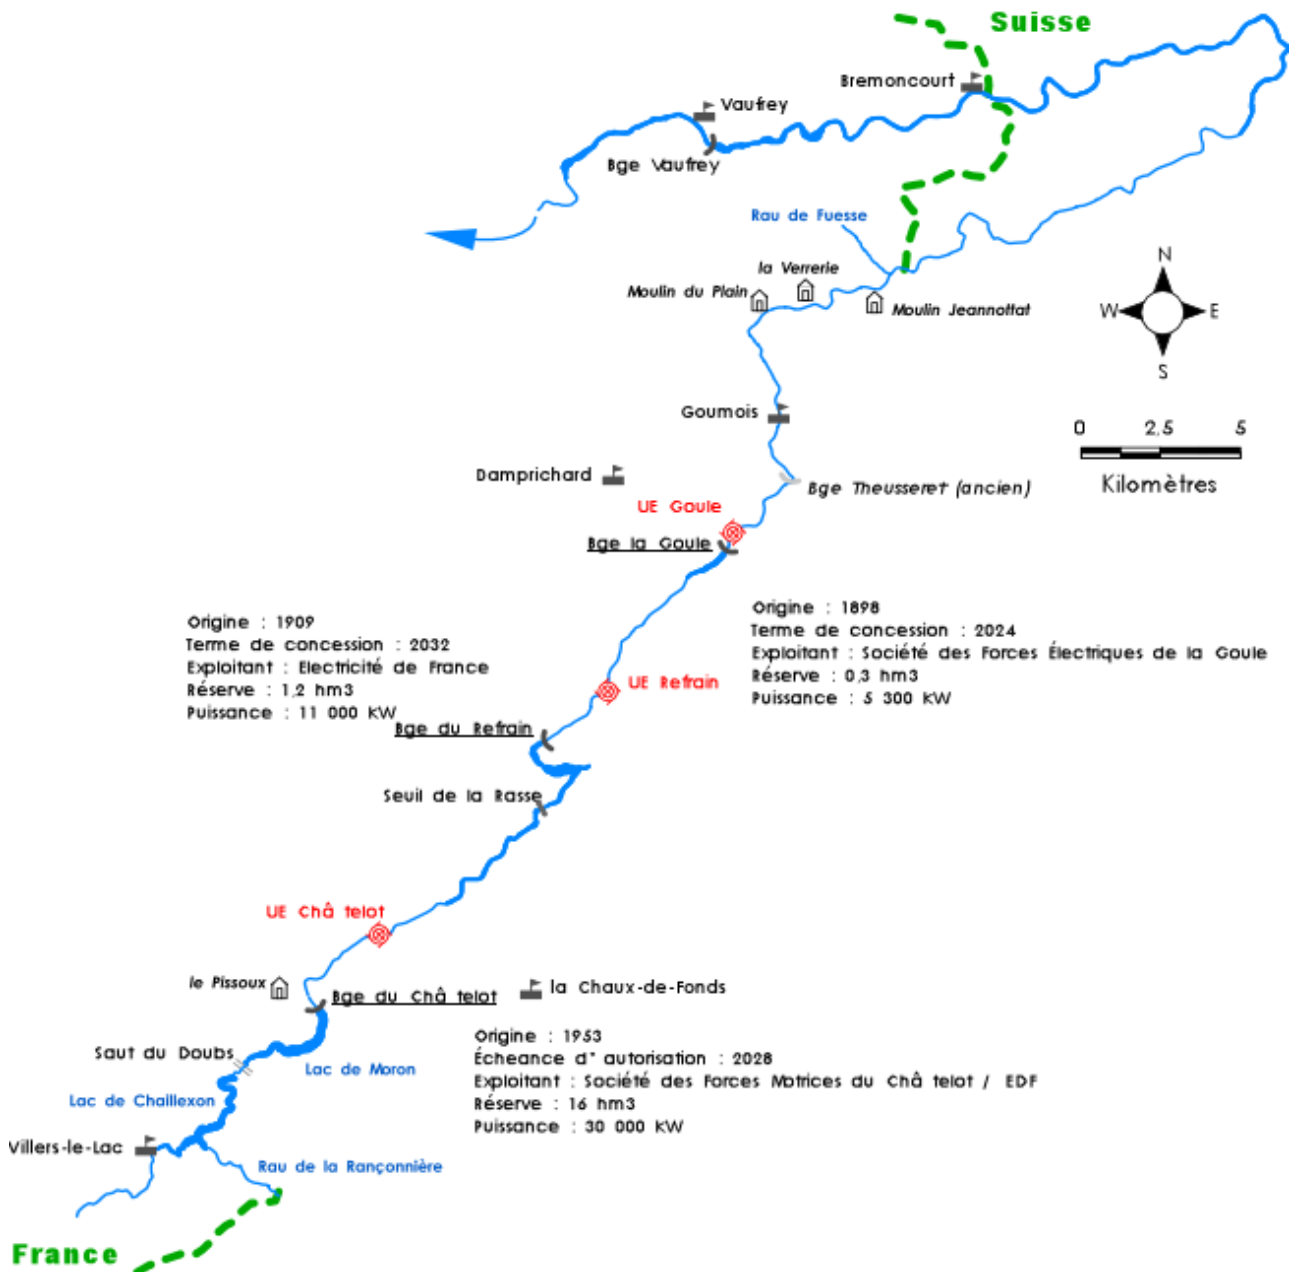 Suisse
Bremoncourt
Vaufrey
Bge Vaufrey
Rau de Fuesse
la Verrerie
Moulin du Plain
Moulin Jeannottat
N
W
E
S
Goumois
0 2,5 5
Kilomètres
Damprichard
Bge Theusseret (ancien)
UE Goule
Bge la Goule
Origine : 1909
Terme de concession : 2032
Exploitant : Electricité de France
Réserve : 1,2 hm3
Puissance : 11 000 KW
Origine : 1898
Terme de concession : 2024
Exploitant : Société des Forces Électriques de la Goule
Réserve : 0,3 hm3
Puissance : 5 300 KW
UE Refrain
Bge du Refrain
Seuil de la Rasse
UE Châ telot
le Pissoux
Bge du Châ telot
la Chaux-de-Fonds
Origine : 1953
Écheance d" autorisation : 2028
Exploitant : Société des Forces Motrices du Châ telot / EDF
Réserve : 16 hm3
Puissance : 30 000 KW
Saut du Doubs
Lac de Moron
Lac de Chaillexon
Villers-le-Lac
Rau de la Rançonnière
France